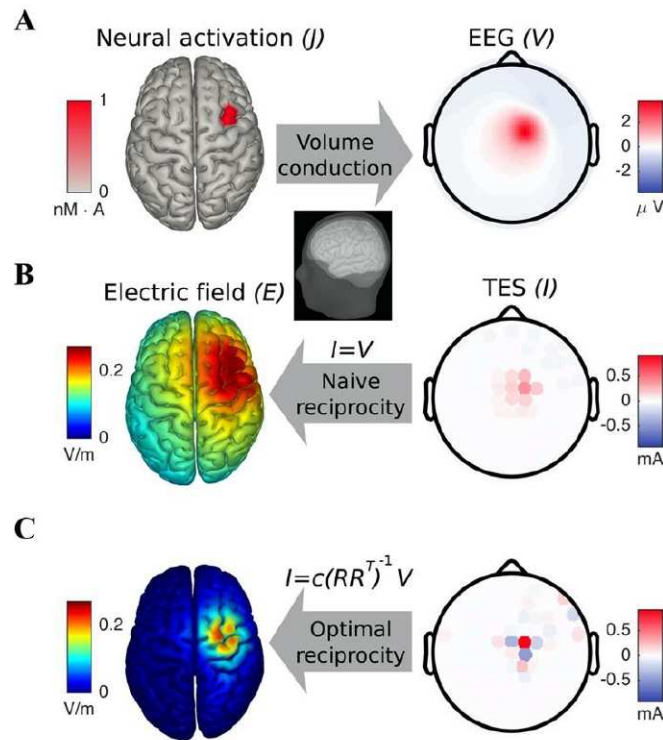 A
Neural activation (J)
EEG (V)
1
0
nM · A
Volume
conduction
2
0
-2
μ V
B
Electric field (E)
TES (I)
0.2
0
V/m
I=V
Naive
reciprocity
0.5
0
-0.5
mA
C
I=c(RRᵀ)⁻¹ V
0.2
0
V/m
Optimal
reciprocity
0.5
0
-0.5
mA